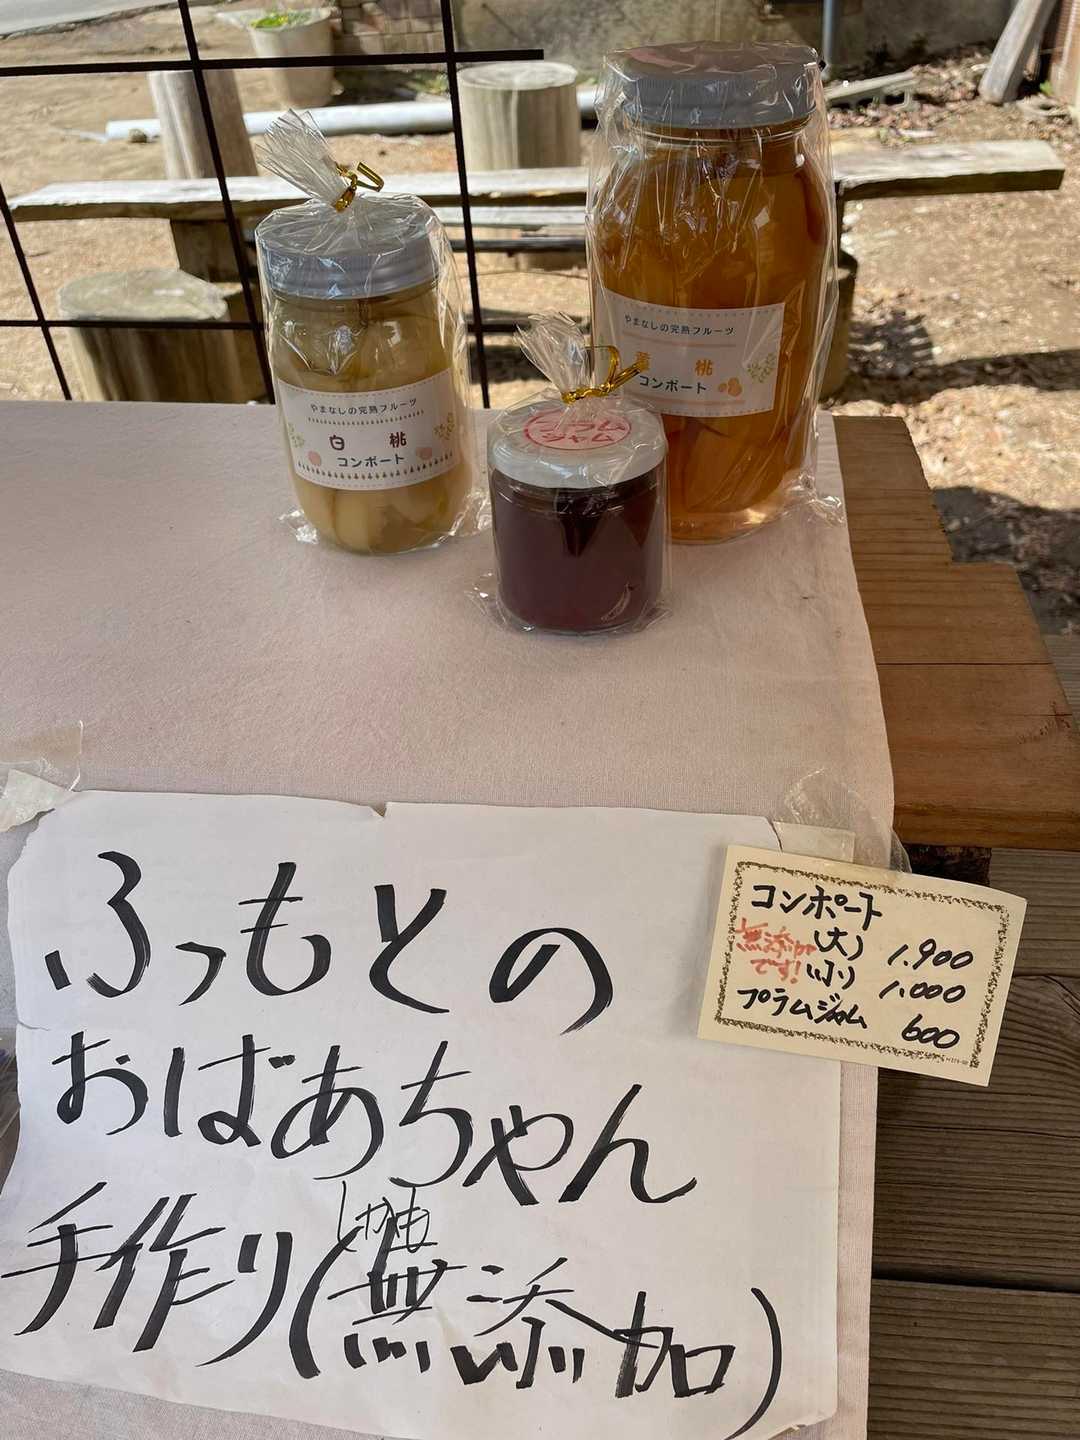 やまなしの完熟フルーツ
白 桃
コンポート
プラム
ジャム
やまなしの完熟フルーツ
黄 桃
コンポート
ふっもとの
おばあちゃん
しかも
手作り(無添加)
コンポート
無添加 (大) 1.900
です! (小) 1.000
プラムジャム 600